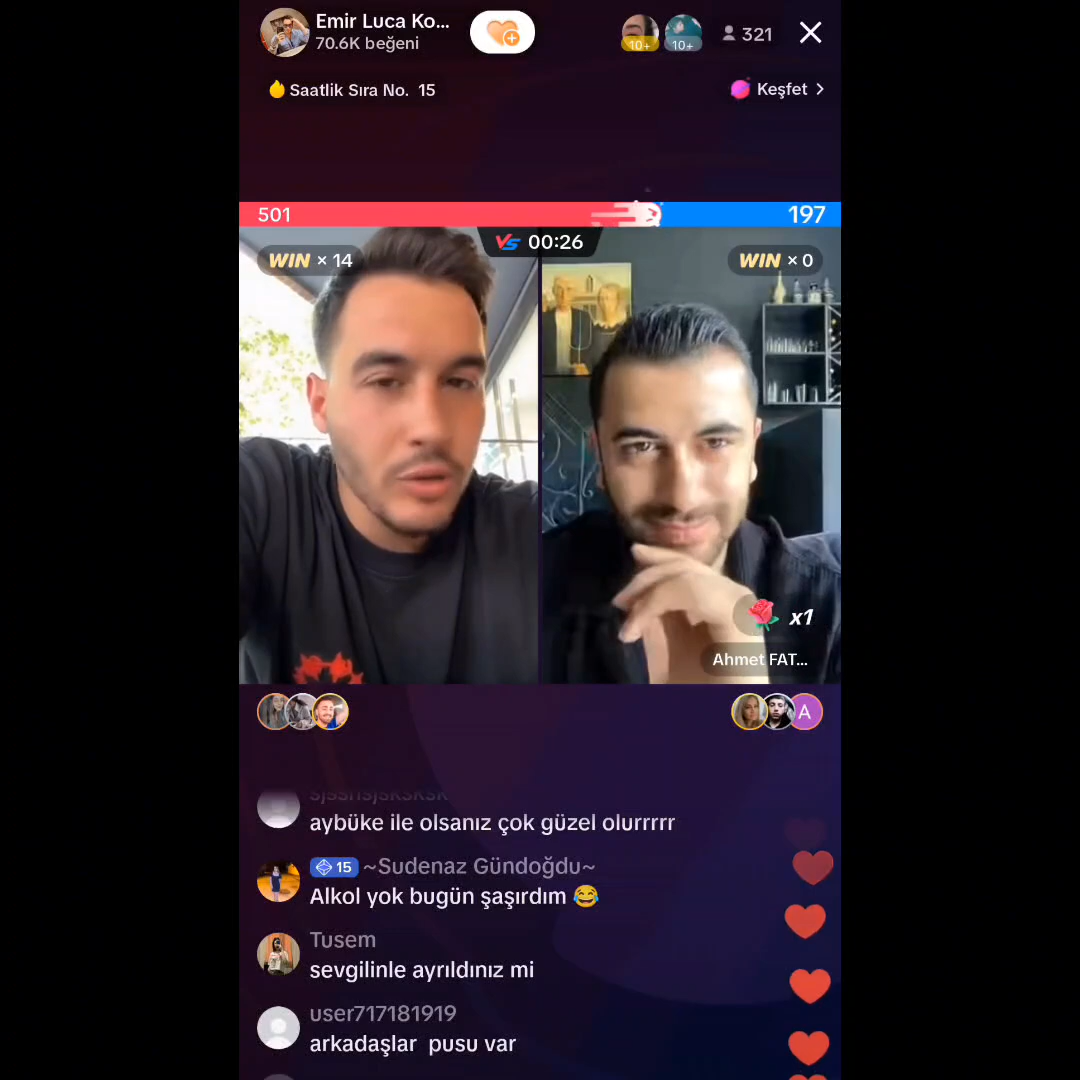 Emir Luca Ko...
70.6K beğeni
10+
10+
321
Saatlik Sıra No. 15
Keşfet >
501
197
VS 00:26
WIN × 14
WIN × 0
x1
Ahmet FAT...
A
aybüke ile olsanız çok güzel olurrrrr
15 ~Sudenaz Gündoğdu~
Alkol yok bugün şaşırdım 😂
Tusem
sevgilinle ayrıldınız mi
user717181919
arkadaşlar pusu var